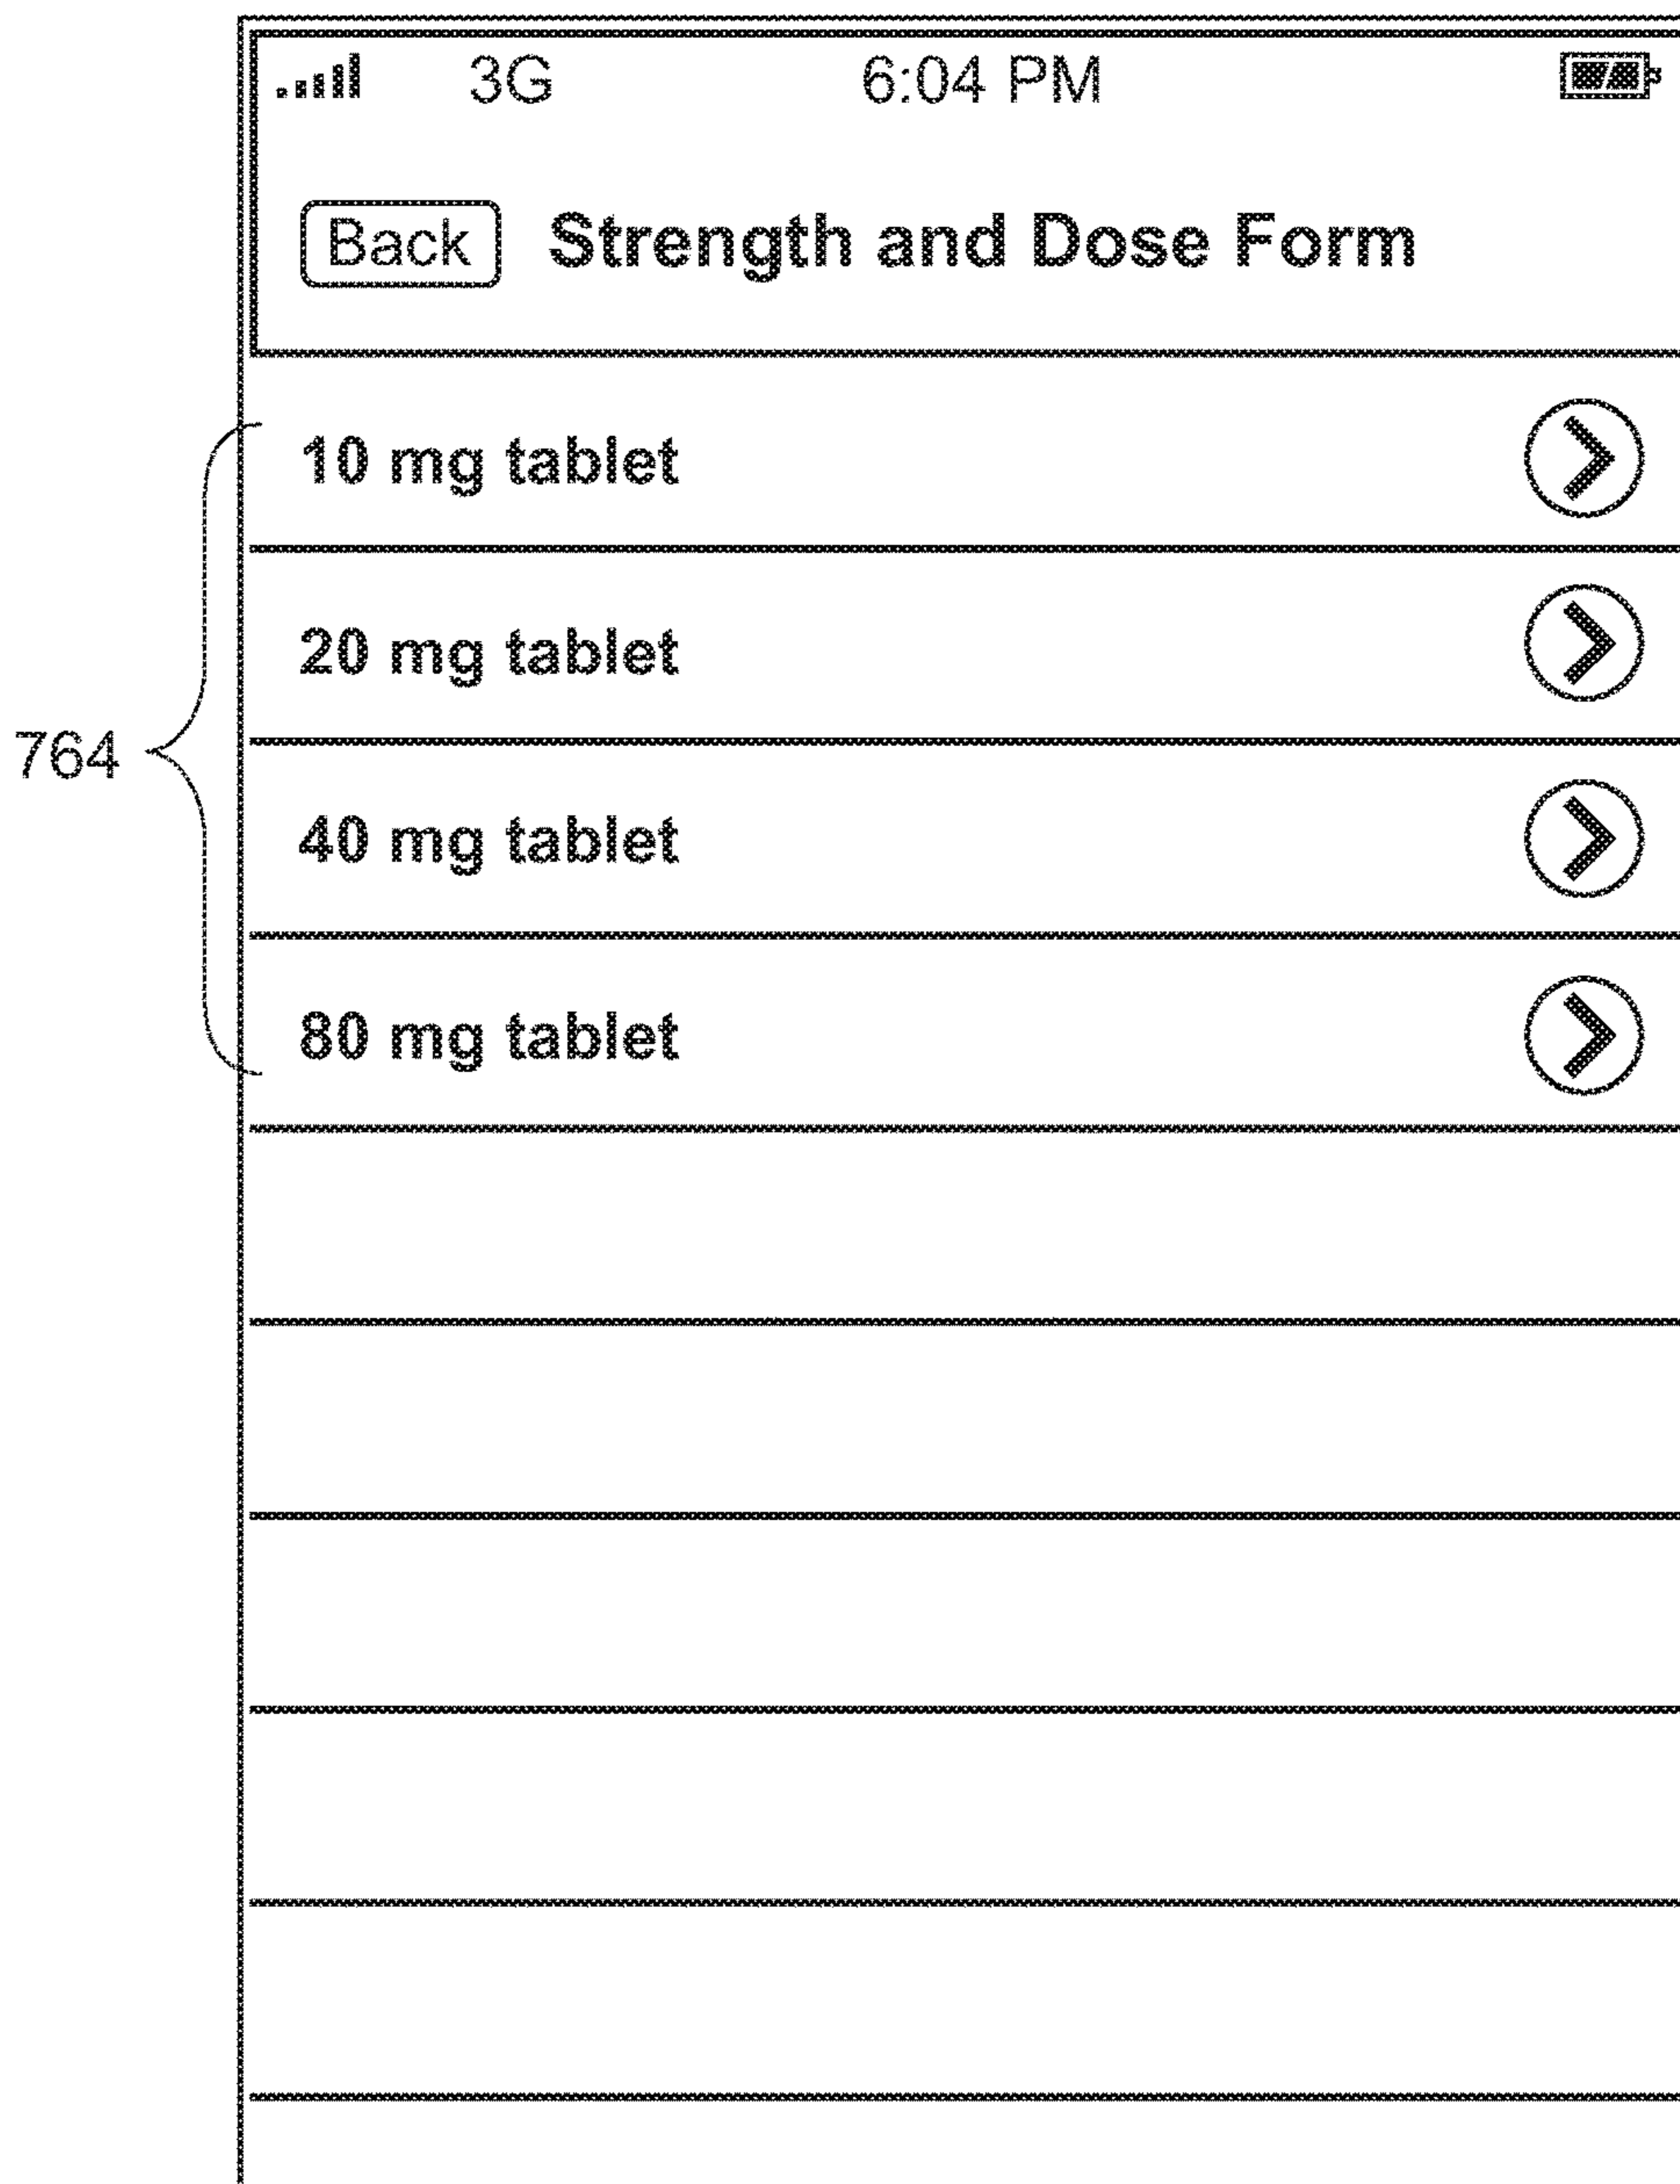 3G 6:04 PM
Back Strength and Dose Form
10 mg tablet
20 mg tablet
764
40 mg tablet
80 mg tablet